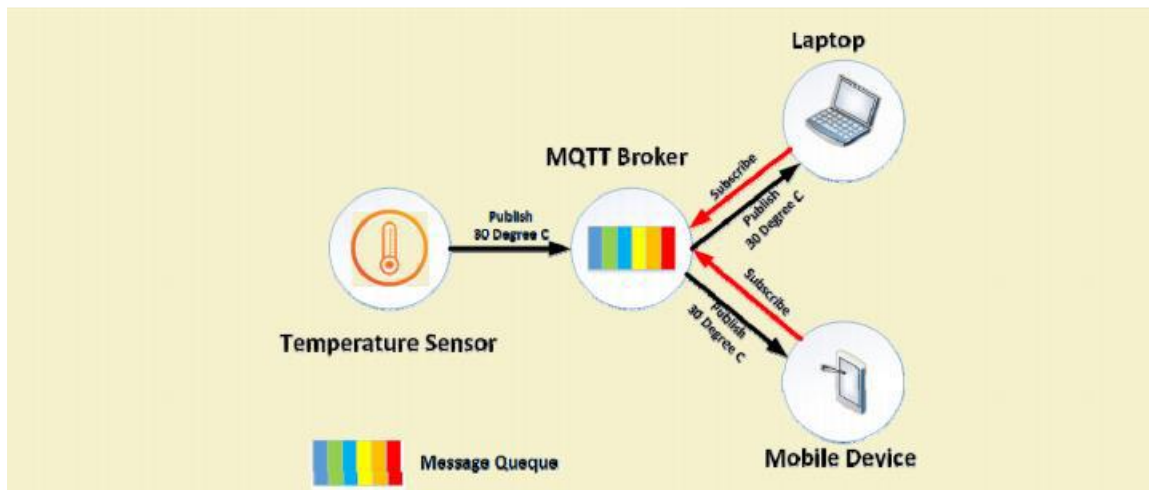 Laptop
MQTT Broker
Subscribe
Publish
30 Degree C
Publish
30 Degree C
Subscribe
Publish
30 Degree C
Temperature Sensor
Mobile Device
Message Queque